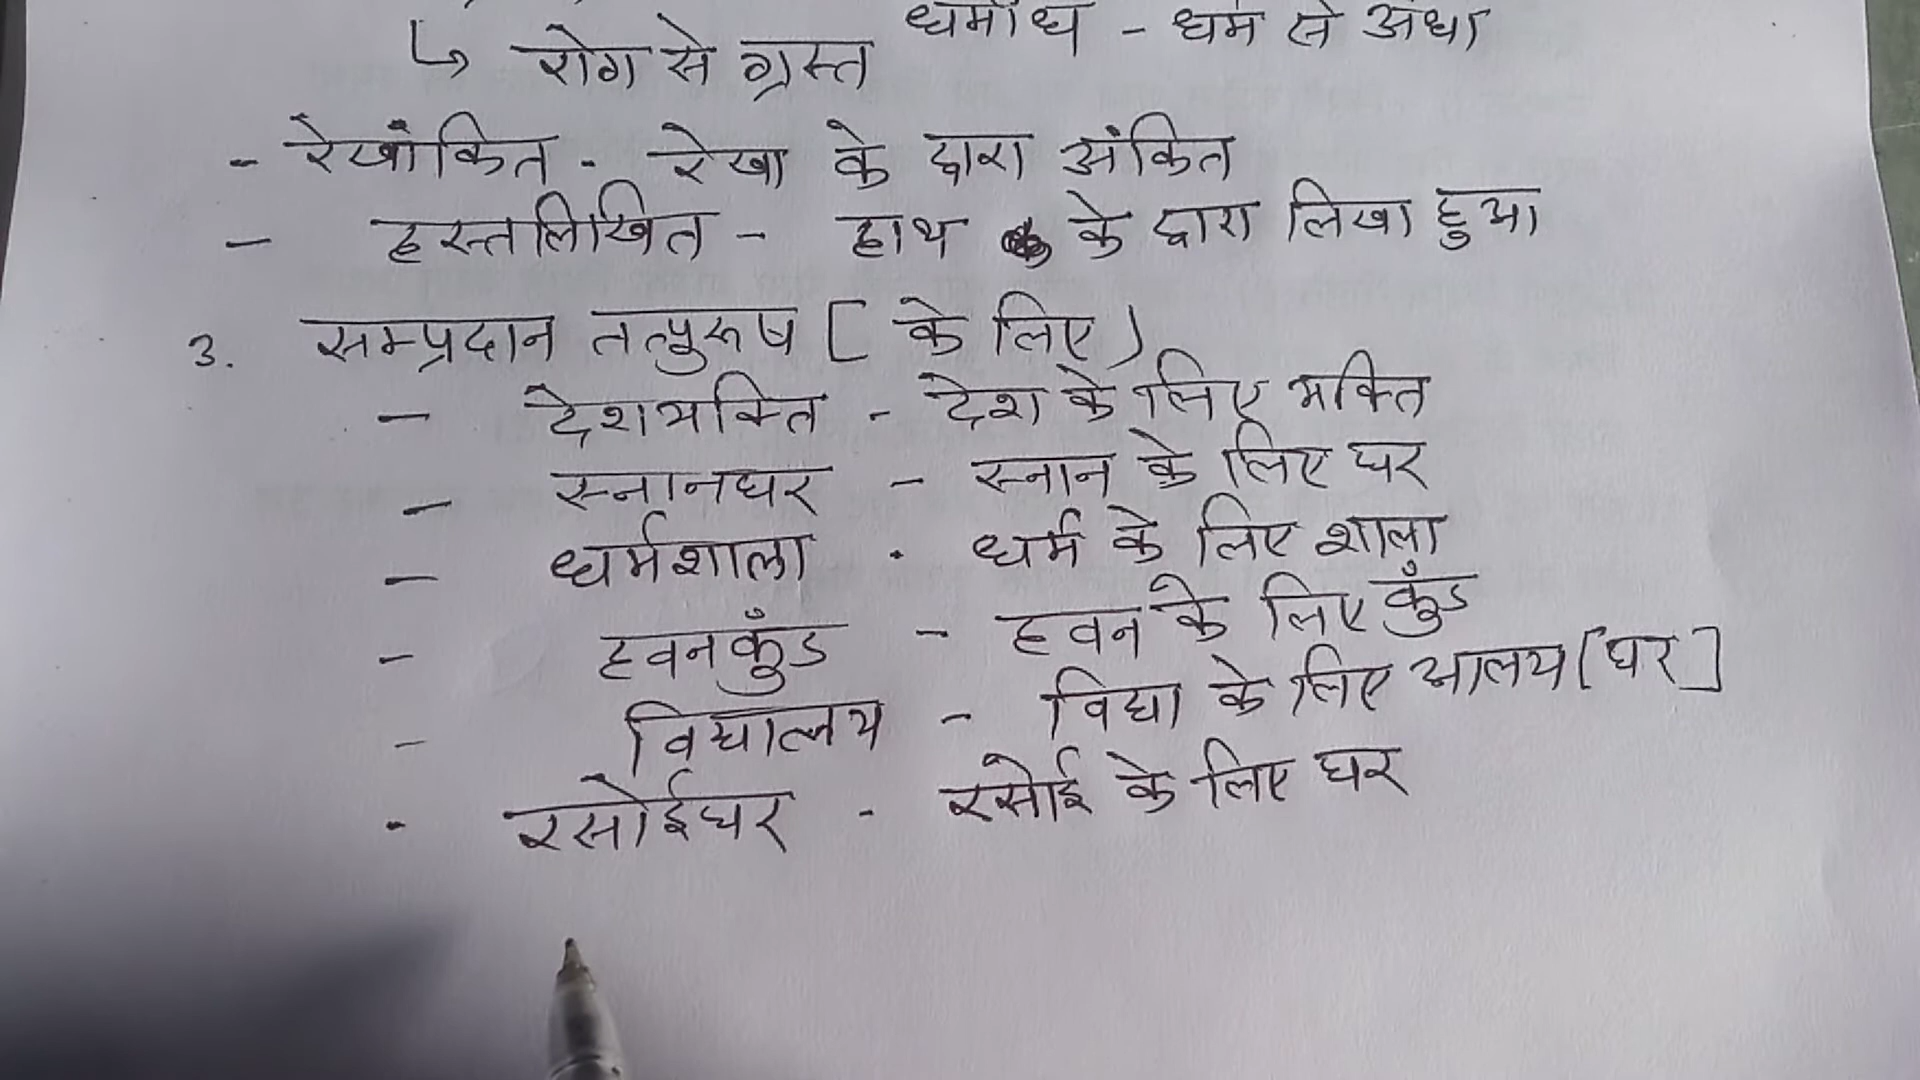 धर्मांध - धर्म से अंधा
↳ रोग से ग्रस्त
- रेखांकित - रेखा के द्वारा अंकित
- हस्तलिखित - हाथ के द्वारा लिखा हुआ
3. सम्प्रदान तत्पुरूष [ के लिए )
- देशभक्ति - देश के लिए भक्ति
- स्नानघर - स्नान के लिए घर
- धर्मशाला - धर्म के लिए शाला
- हवनकुँड - हवन के लिए कुँड
- विद्यालय - विद्या के लिए आलय [घर]
- रसोईघर - रसोई के लिए घर